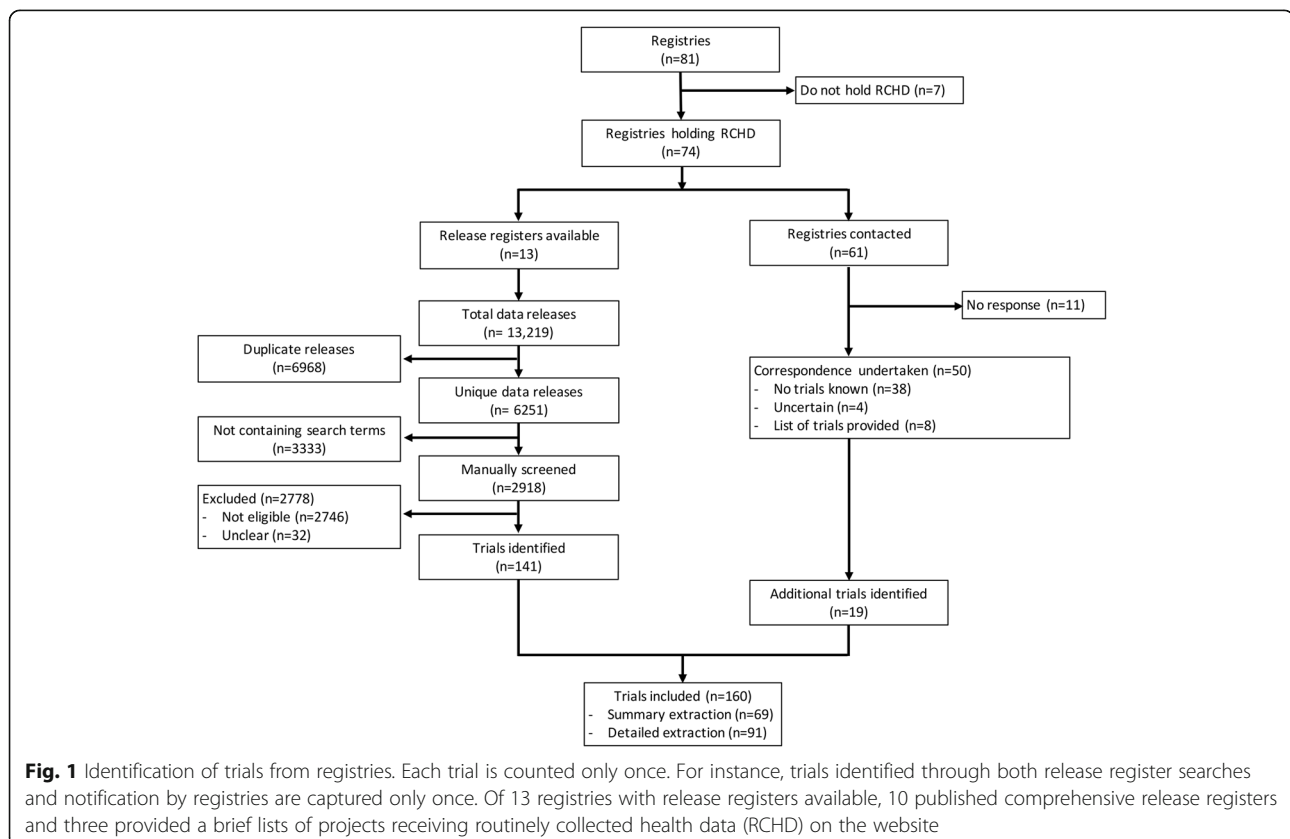 Registries
(n=81)
Do not hold RCHD (n=7)
Registries holding RCHD
(n=74)
Release registers available
(n=13)
Registries contacted
(n=61)
No response (n=11)
Total data releases
(n= 13,219)
Duplicate releases
(n=6968)
Correspondence undertaken (n=50)
- No trials known (n=38)
- Uncertain (n=4)
- List of trials provided (n=8)
Unique data releases
(n= 6251)
Not containing search terms
(n=3333)
Manually screened
(n=2918)
Excluded (n=2778)
- Not eligible (n=2746)
- Unclear (n=32)
Trials identified
(n=141)
Additional trials identified
(n=19)
Trials included (n=160)
- Summary extraction (n=69)
- Detailed extraction (n=91)
Fig. 1 Identification of trials from registries. Each trial is counted only once. For instance, trials identified through both release register searches
and notification by registries are captured only once. Of 13 registries with release registers available, 10 published comprehensive release registers
and three provided a brief lists of projects receiving routinely collected health data (RCHD) on the website